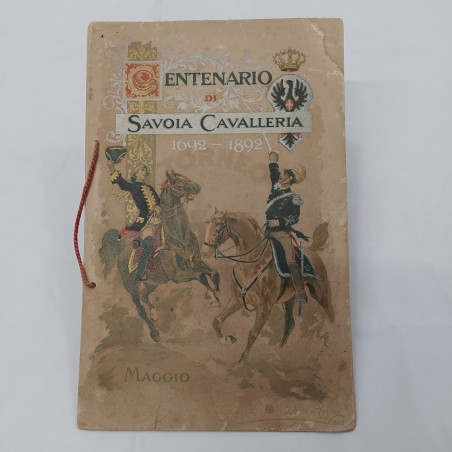 CENTENARIO
DI
SAVOIA CAVALLERIA
1692 - 1892
MAGGIO